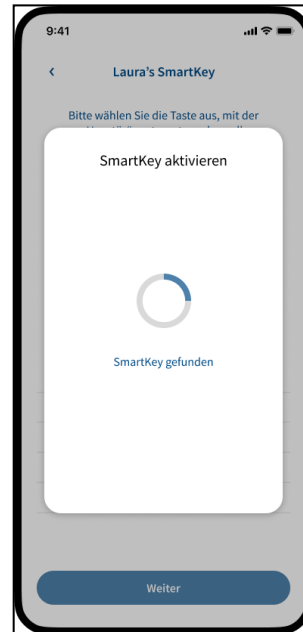 9:41
Laura's SmartKey
Bitte wählen Sie die Taste aus, mit der
SmartKey aktivieren
SmartKey gefunden
Weiter